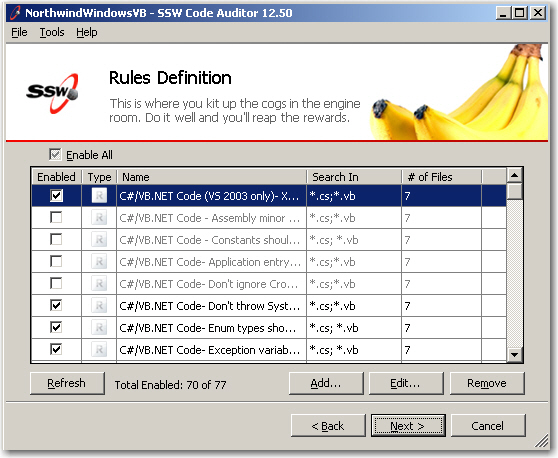 NorthwindWindowsVB - SSW Code Auditor 12.50
File Tools Help
SSW
Rules Definition
This is where you kit up the cogs in the engine
room. Do it well and you'll reap the rewards.
Enable All
Enabled Type Name Search In # of Files
R C#/VB.NET Code (VS 2003 only)- X... *.cs;*.vb 7
R C#/VB.NET Code - Assembly minor ... *.cs;*.vb 7
R C#/VB.NET Code - Constants shoul... *.cs;*.vb 7
R C#/VB.NET Code- Application entry... *.cs;*.vb 7
R C#/VB.NET Code- Don't ignore Cro... *.cs;*.vb 7
R C#/VB.NET Code- Don't throw Syst... *.cs;*.vb 7
R C#/VB.NET Code- Enum types sho... *.cs;*.vb 7
R C#/VB.NET Code- Exception variab... *.cs; *.vb 7
Refresh Total Enabled: 70 of 77 Add... Edit... Remove
< Back Next > Cancel